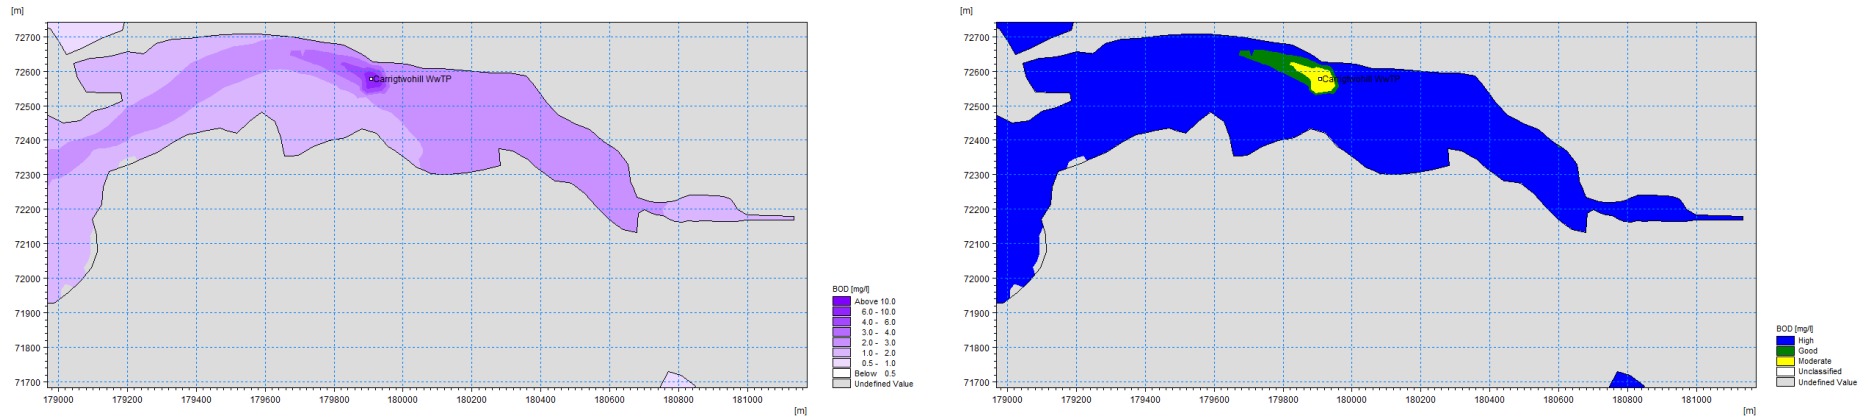 [m]
72700
72600
72500
72400
72300
72200
72100
72000
71900
71800
71700
Carrigtwohill WwTP
179000 179200 179400 179600 179800 180000 180200 180400 180600 180800 181000
[m]
BOD [mg/l]
Above 10.0
6.0 - 10.0
4.0 - 6.0
3.0 - 4.0
2.0 - 3.0
1.0 - 2.0
0.5 - 1.0
Below 0.5
Undefined Value
[m]
72700
72600
72500
72400
72300
72200
72100
72000
71900
71800
71700
Carrigtwohill WwTP
179000 179200 179400 179600 179800 180000 180200 180400 180600 180800 181000
[m]
BOD [mg/l]
High
Good
Moderate
Unclassified
Undefined Value